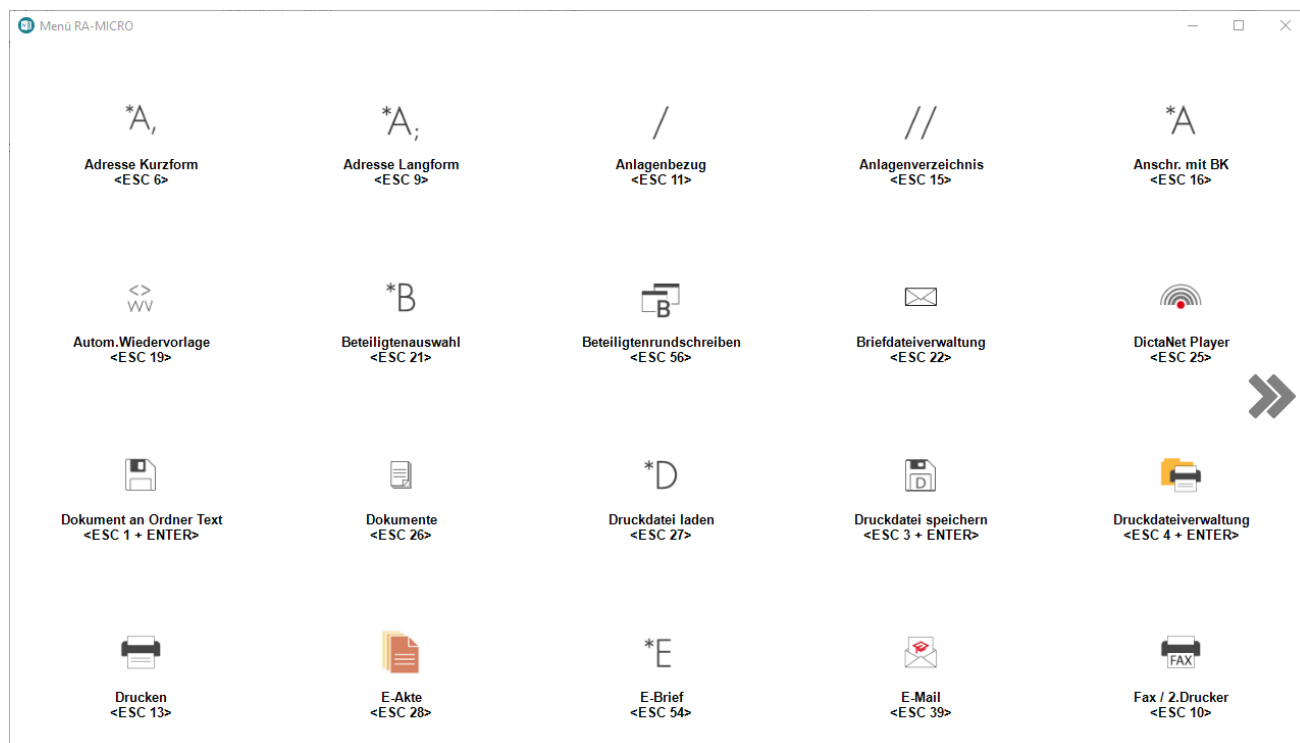 Menü RA-MICRO
*A,
*A;
/
//
*A
Adresse Kurzform
<ESC 6>
Adresse Langform
<ESC 9>
Anlagenbezug
<ESC 11>
Anlagenverzeichnis
<ESC 15>
Anschr. mit BK
<ESC 16>
<>
WV
*B
B
Autom.Wiedervorlage
<ESC 19>
Beteiligtenauswahl
<ESC 21>
Beteiligtenrundschreiben
<ESC 56>
Briefdateiverwaltung
<ESC 22>
DictaNet Player
<ESC 25>
*D
D
Dokument an Ordner Text
<ESC 1 + ENTER>
Dokumente
<ESC 26>
Druckdatei laden
<ESC 27>
Druckdatei speichern
<ESC 3 + ENTER>
Druckdateiverwaltung
<ESC 4 + ENTER>
*E
FAX
Drucken
<ESC 13>
E-Akte
<ESC 28>
E-Brief
<ESC 54>
E-Mail
<ESC 39>
Fax / 2.Drucker
<ESC 10>